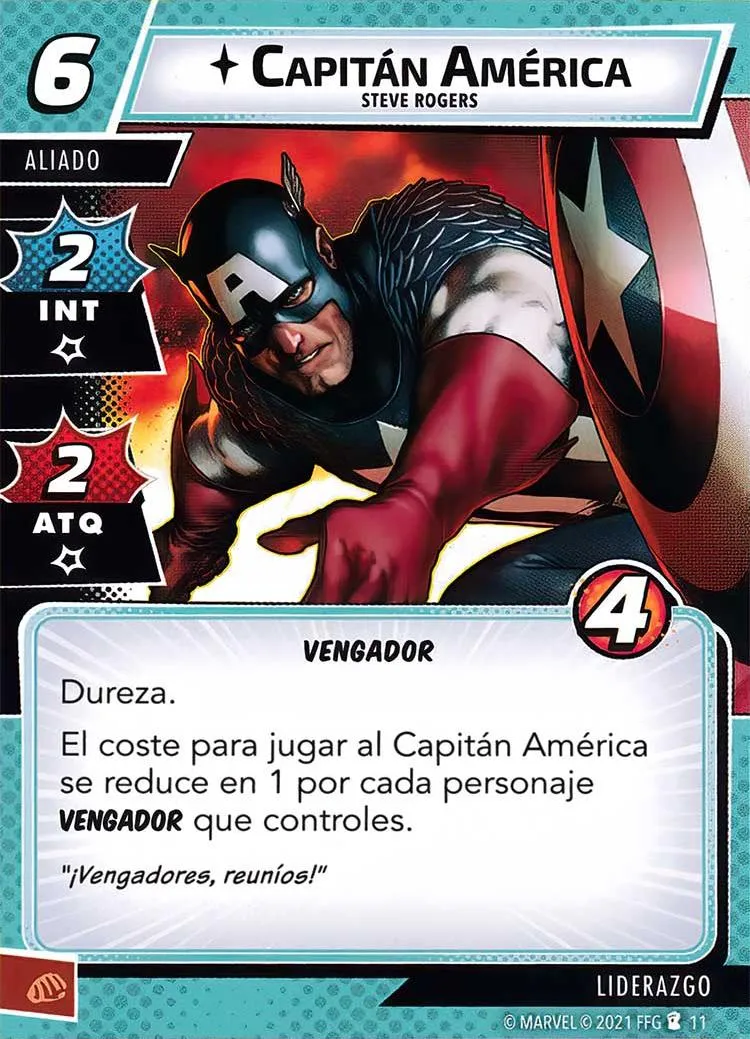 6
CAPITÁN AMÉRICA
STEVE ROGERS
ALIADO
A
2
INT
2
ATQ
4
VENGADOR
Dureza.
El coste para jugar al Capitán América
se reduce en 1 por cada personaje
VENGADOR que controles.
"¡Vengadores, reuníos!"
LIDERAZGO
© MARVEL © 2021 FFG 11